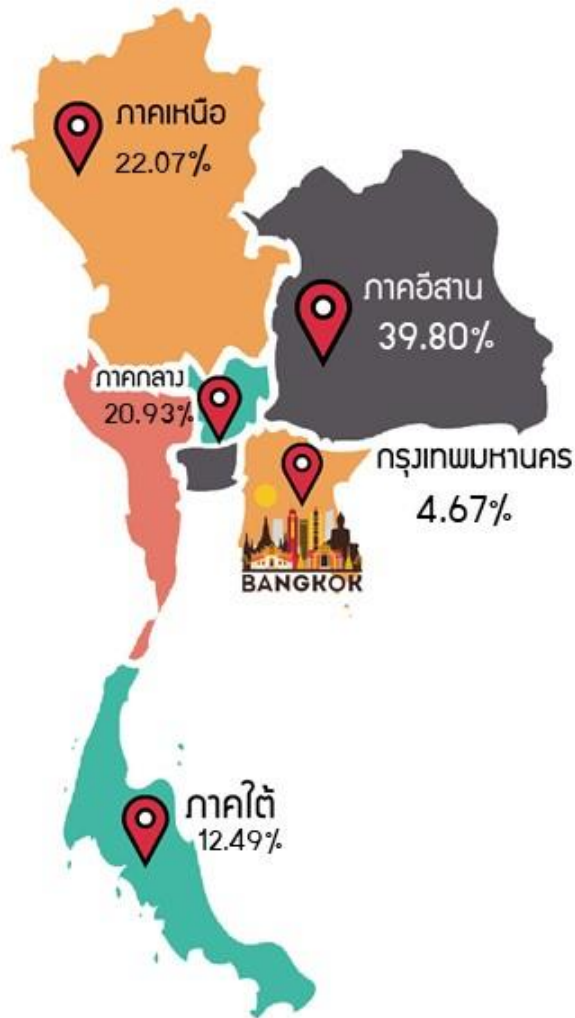 ภาคเหนือ
22.07%
ภาคอีสาน
39.80%
ภาคกลาง
20.93%
กรุงเทพมหานคร
4.67%
BANGKOK
ภาคใต้
12.49%